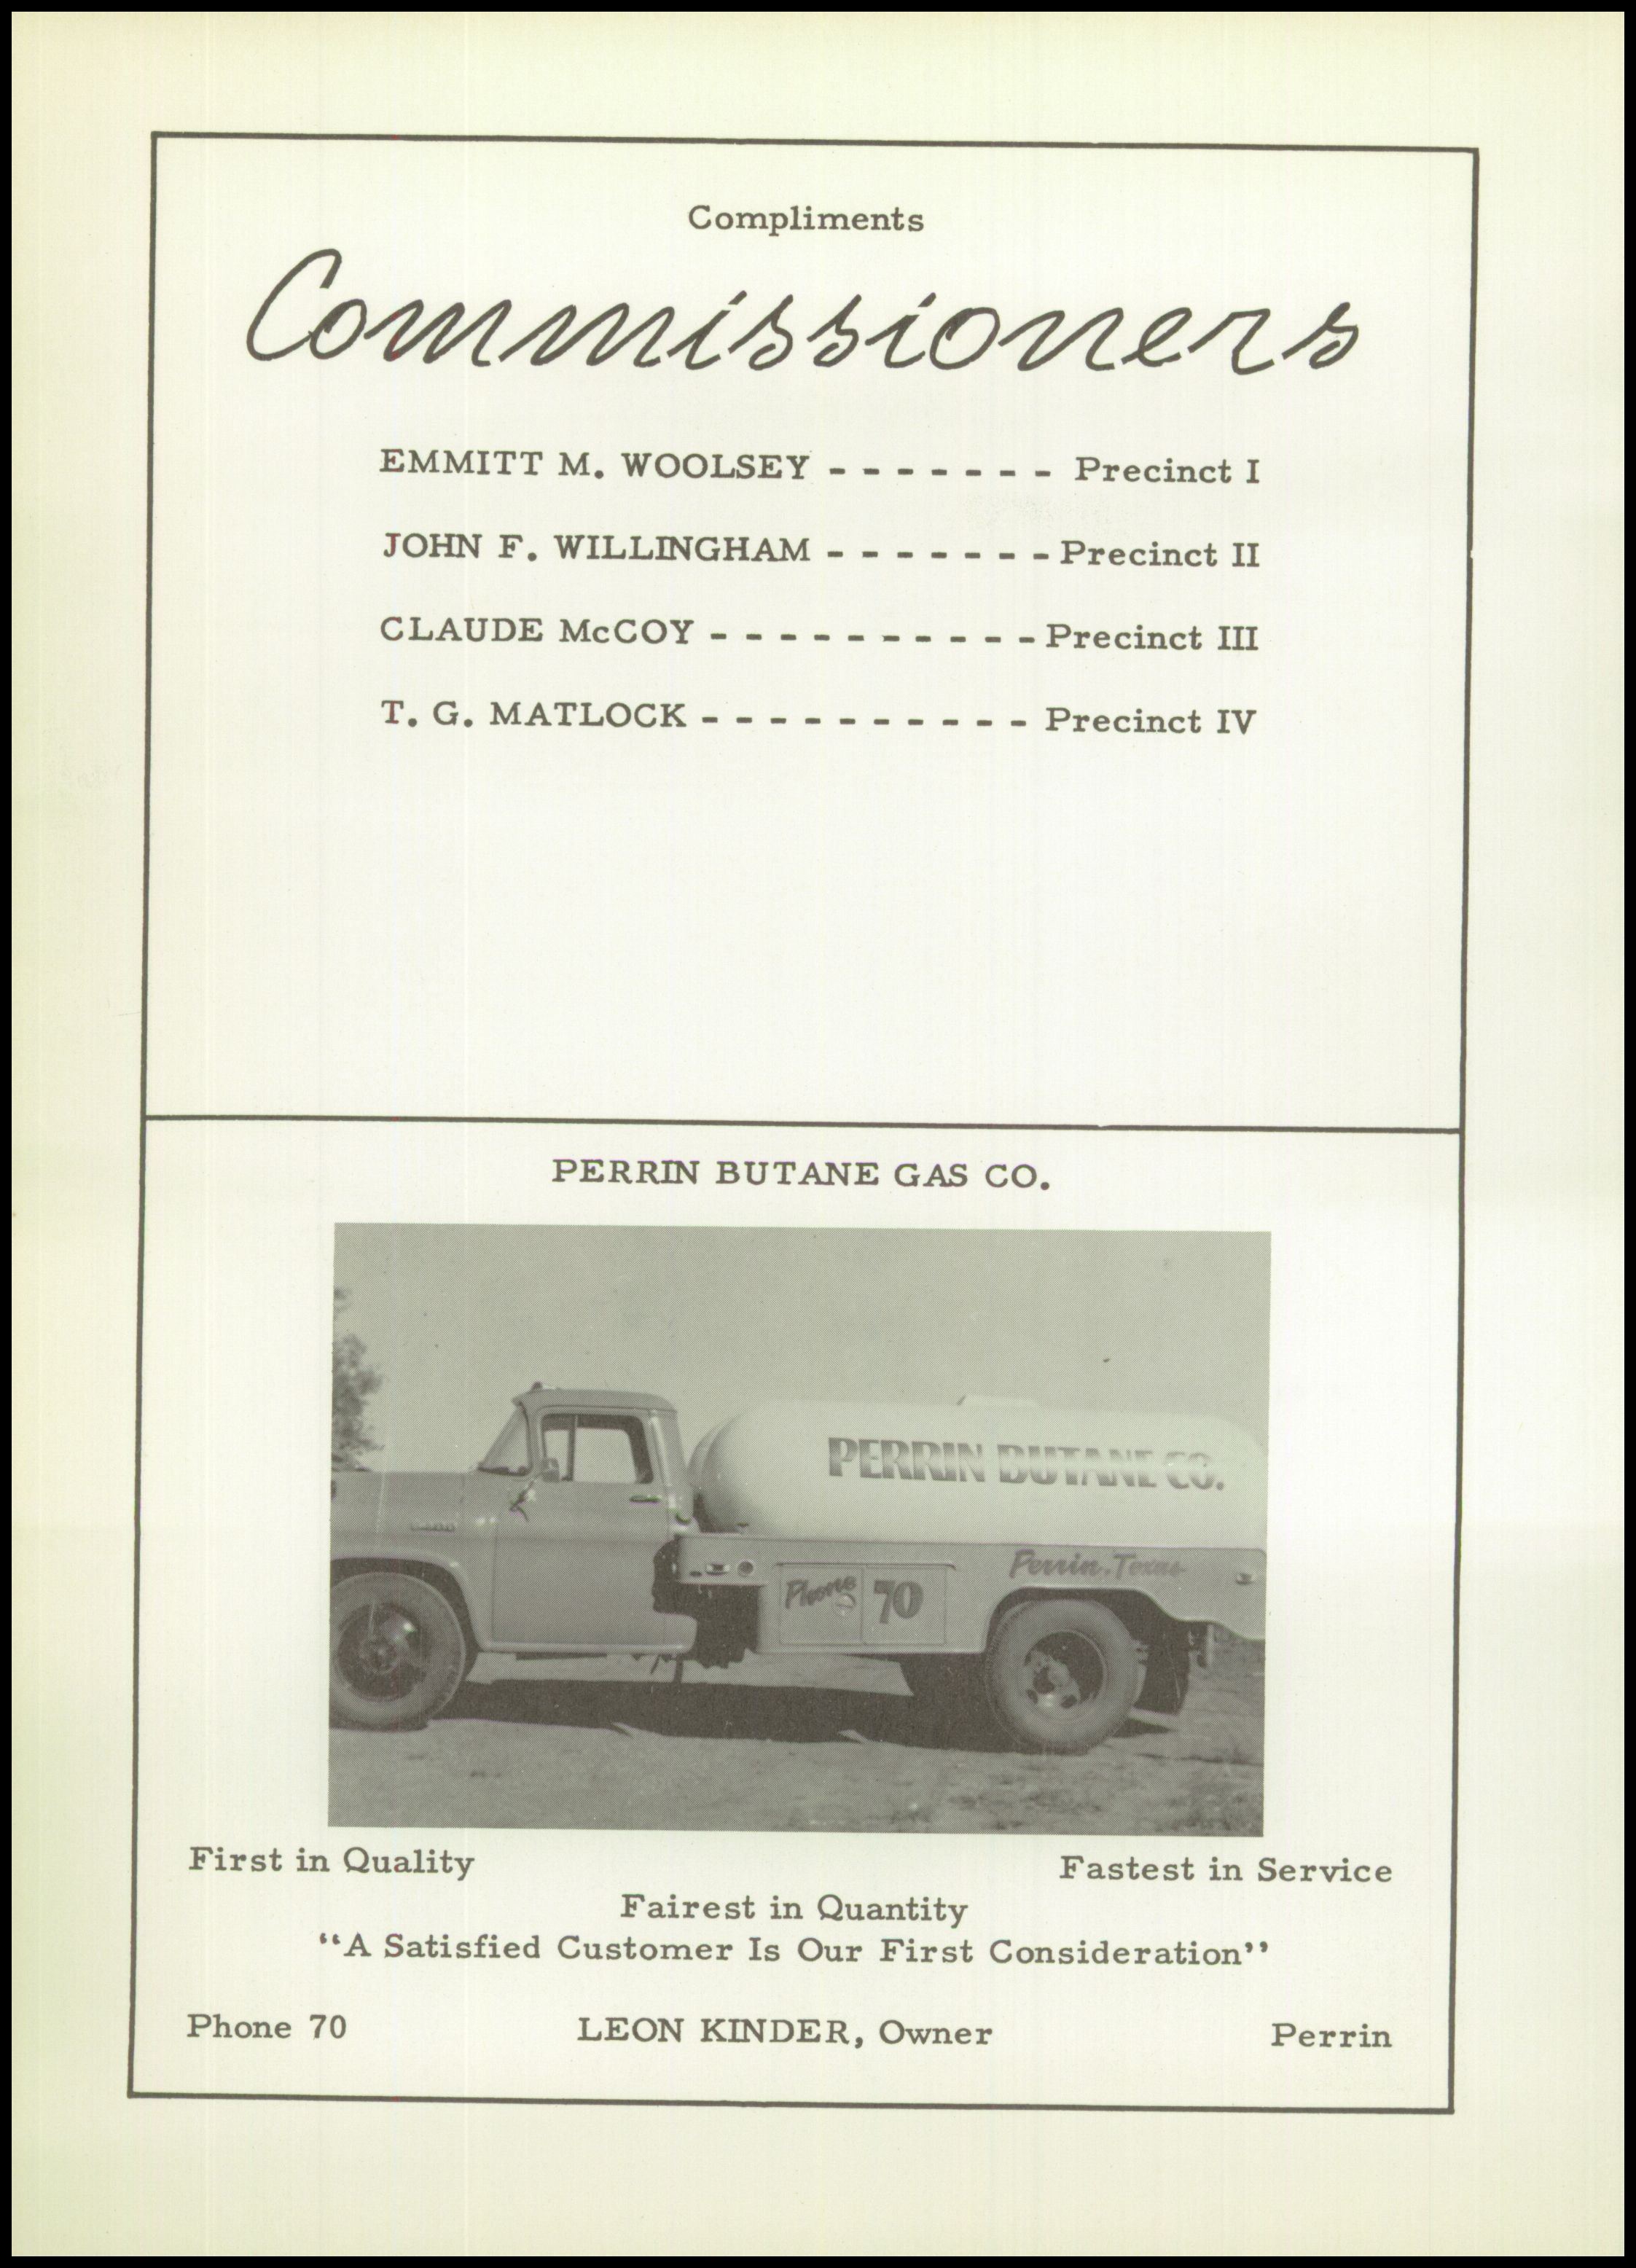 Compliments
Commissioners
EMMITT M. WOOLSEY - - - - - - - Precinct I
JOHN F. WILLINGHAM - - - - - - - Precinct II
CLAUDE McCOY - - - - - - - - - - Precinct III
T. G. MATLOCK - - - - - - - - - - Precinct IV
PERRIN BUTANE GAS CO.
PERRIN BUTANE CO.
Perrin, Texas
Phone 70
First in Quality Fastest in Service
Fairest in Quantity
“A Satisfied Customer Is Our First Consideration”
Phone 70 LEON KINDER, Owner Perrin